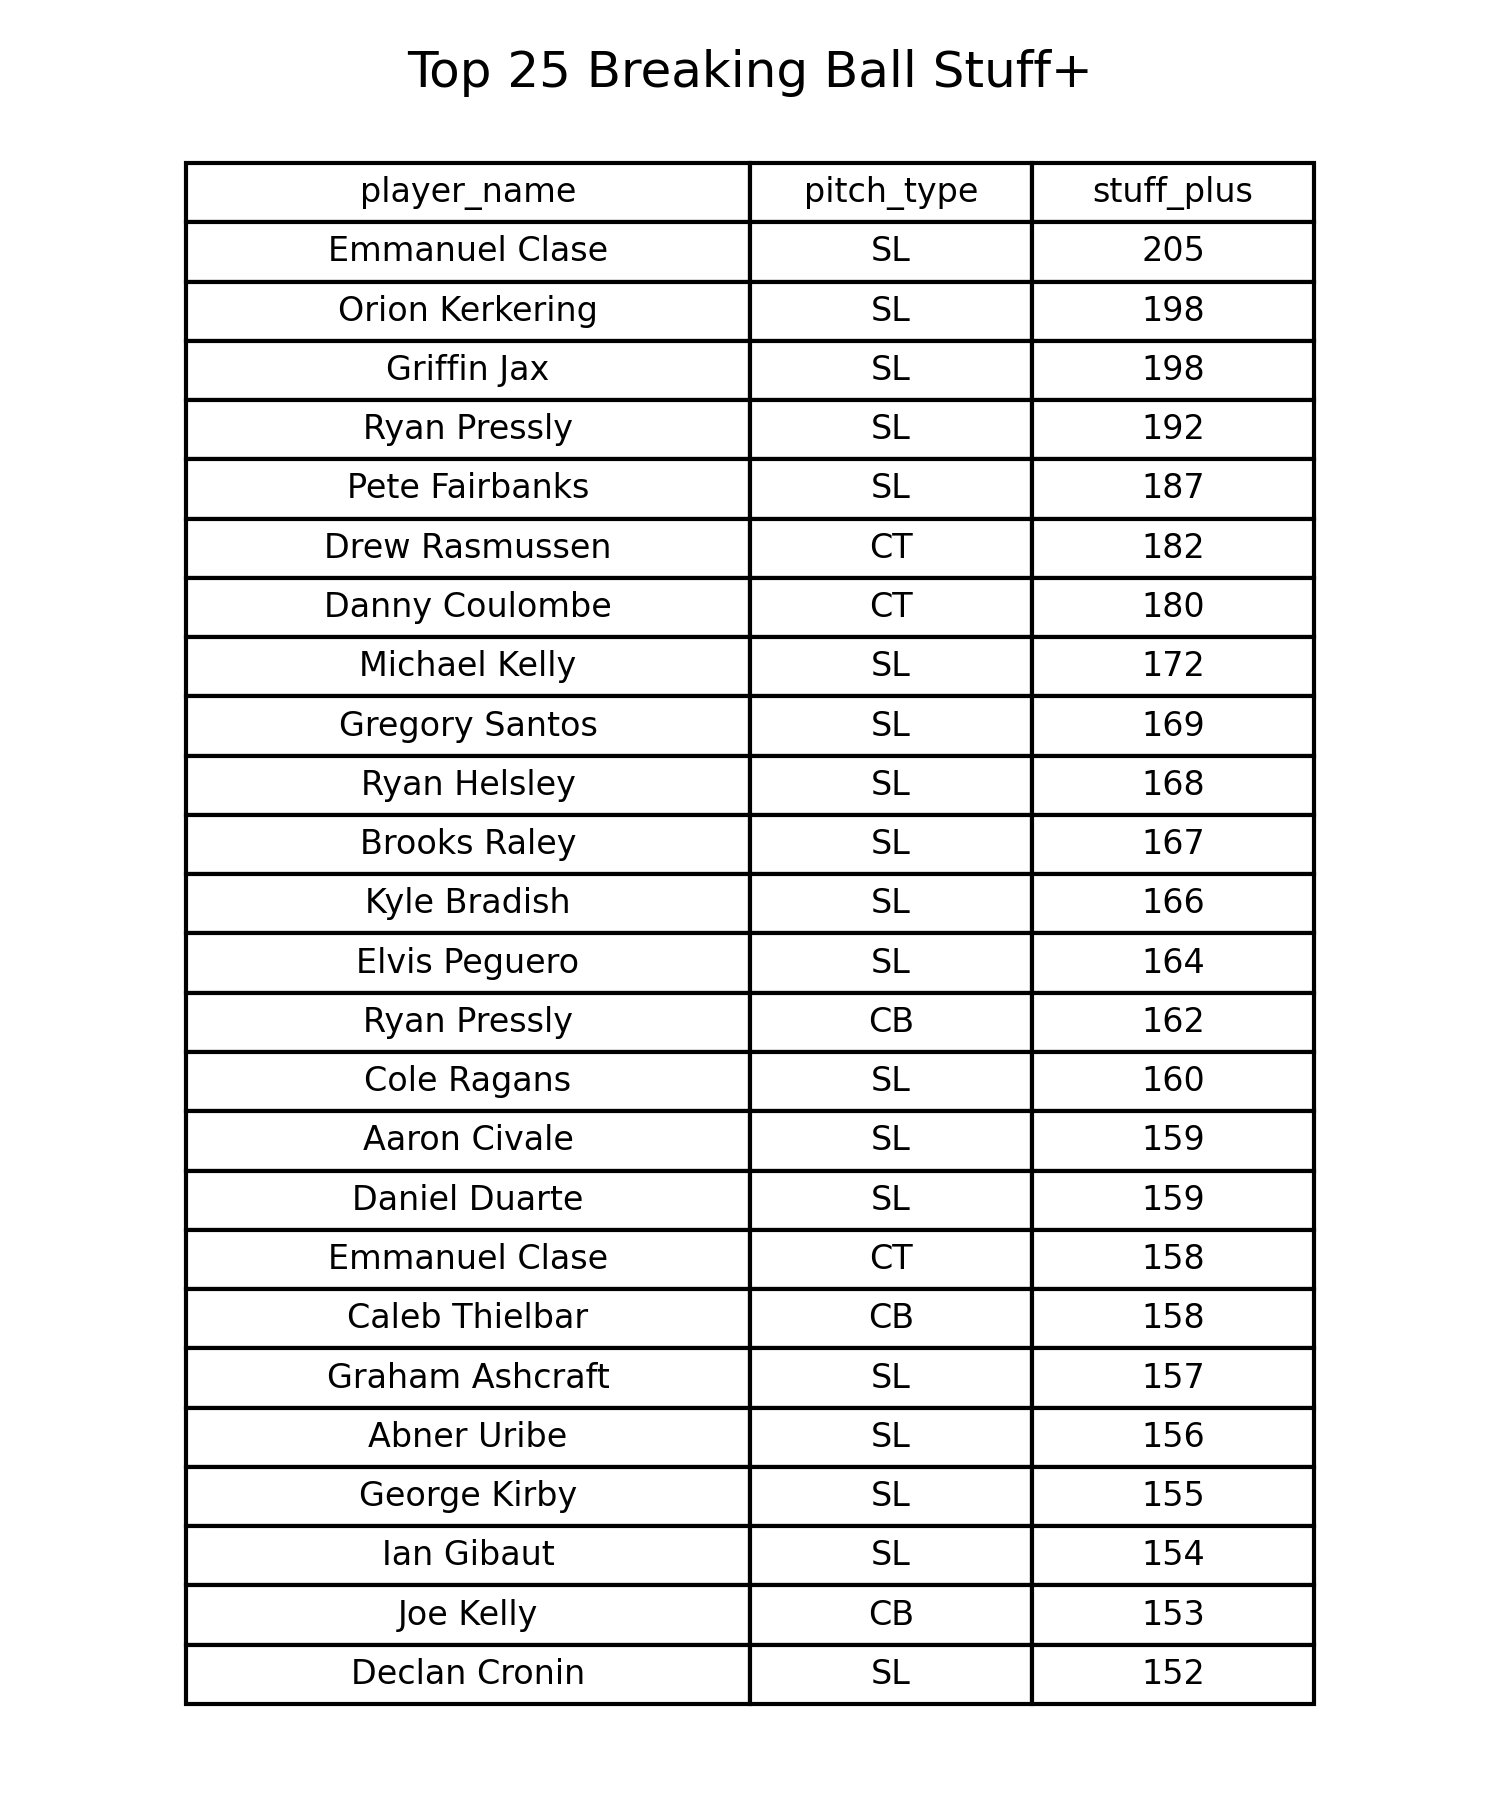 Top 25 Breaking Ball Stuff+
player_name pitch_type stuff_plus
Emmanuel Clase SL 205
Orion Kerkering SL 198
Griffin Jax SL 198
Ryan Pressly SL 192
Pete Fairbanks SL 187
Drew Rasmussen CT 182
Danny Coulombe CT 180
Michael Kelly SL 172
Gregory Santos SL 169
Ryan Helsley SL 168
Brooks Raley SL 167
Kyle Bradish SL 166
Elvis Peguero SL 164
Ryan Pressly CB 162
Cole Ragans SL 160
Aaron Civale SL 159
Daniel Duarte SL 159
Emmanuel Clase CT 158
Caleb Thielbar CB 158
Graham Ashcraft SL 157
Abner Uribe SL 156
George Kirby SL 155
Ian Gibaut SL 154
Joe Kelly CB 153
Declan Cronin SL 152